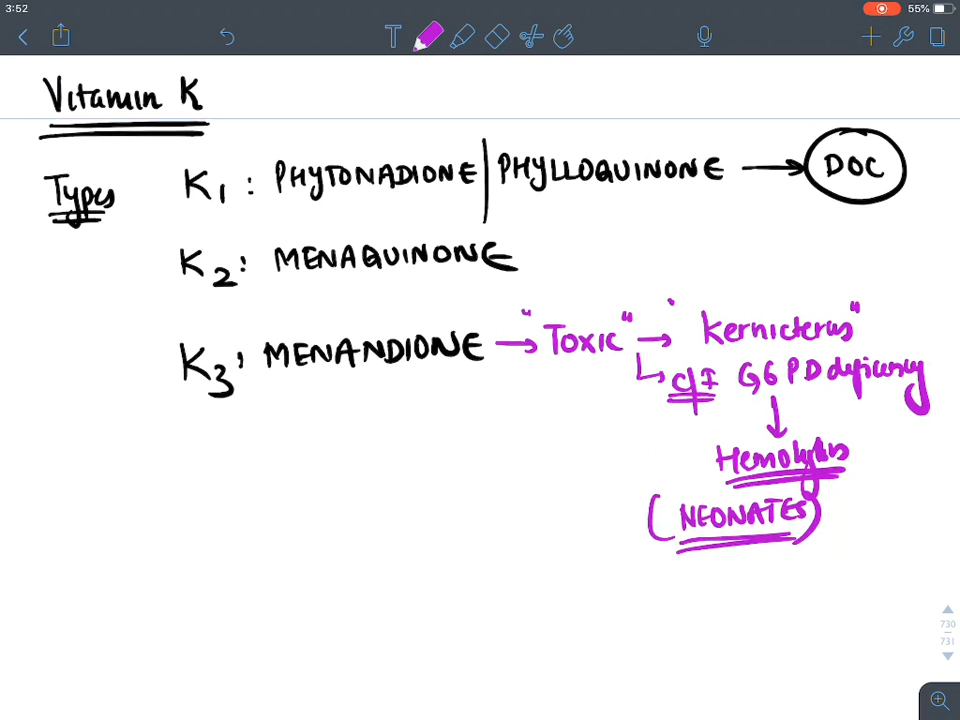 3:52
55%
T
Vitamin K
Types K1 : PHYTONADIONE | PHYLLOQUINONE → DOC
K2 : MENAQUINONE
K3 : MENANDIONE → "TOXIC" → "Kernicterus"
↳ c/I G6PD deficiency
↓
Hemolysis
(NEONATES)
730
731